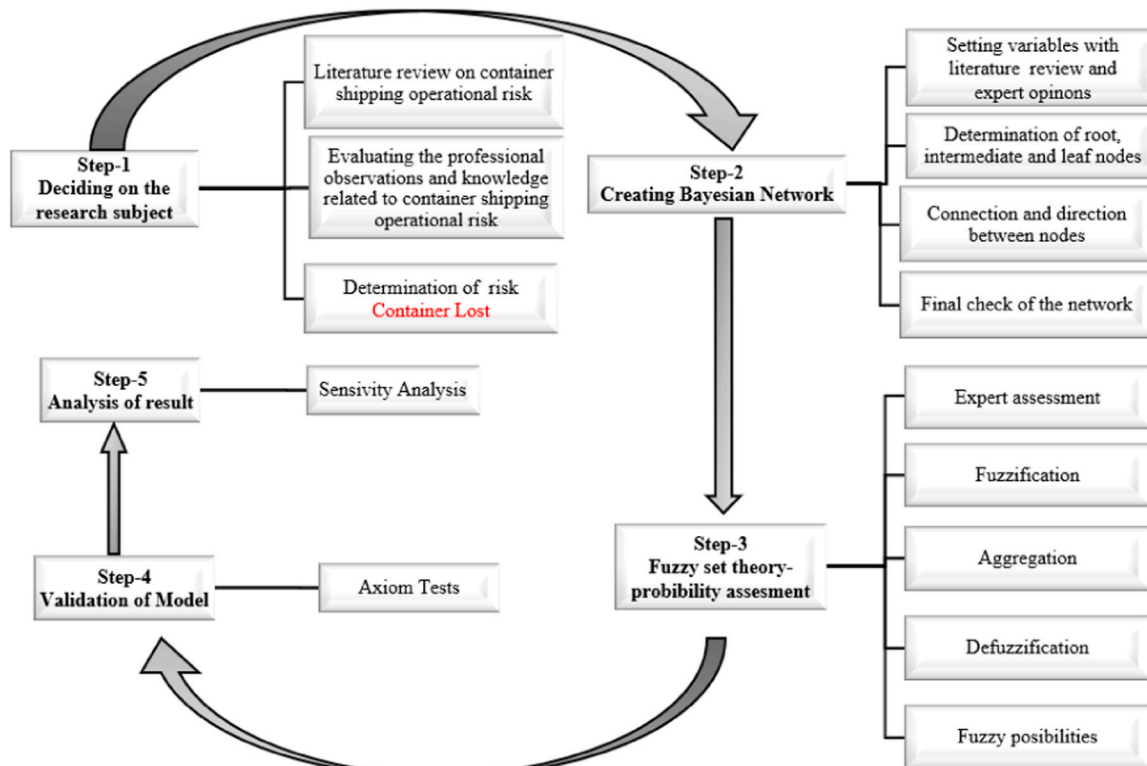 Step-1
Deciding on the
research subject
Literature review on container
shipping operational risk
Evaluating the professional
observations and knowledge
related to container shipping
operational risk
Determination of risk
Container Lost
Step-2
Creating Bayesian Network
Setting variables with
literature review and
expert opinons
Determination of root,
intermediate and leaf nodes
Connection and direction
between nodes
Final check of the network
Step-3
Fuzzy set theory-
probibility assesment
Expert assessment
Fuzzification
Aggregation
Defuzzification
Fuzzy posibilities
Step-4
Validation of Model
Axiom Tests
Step-5
Analysis of result
Sensivity Analysis